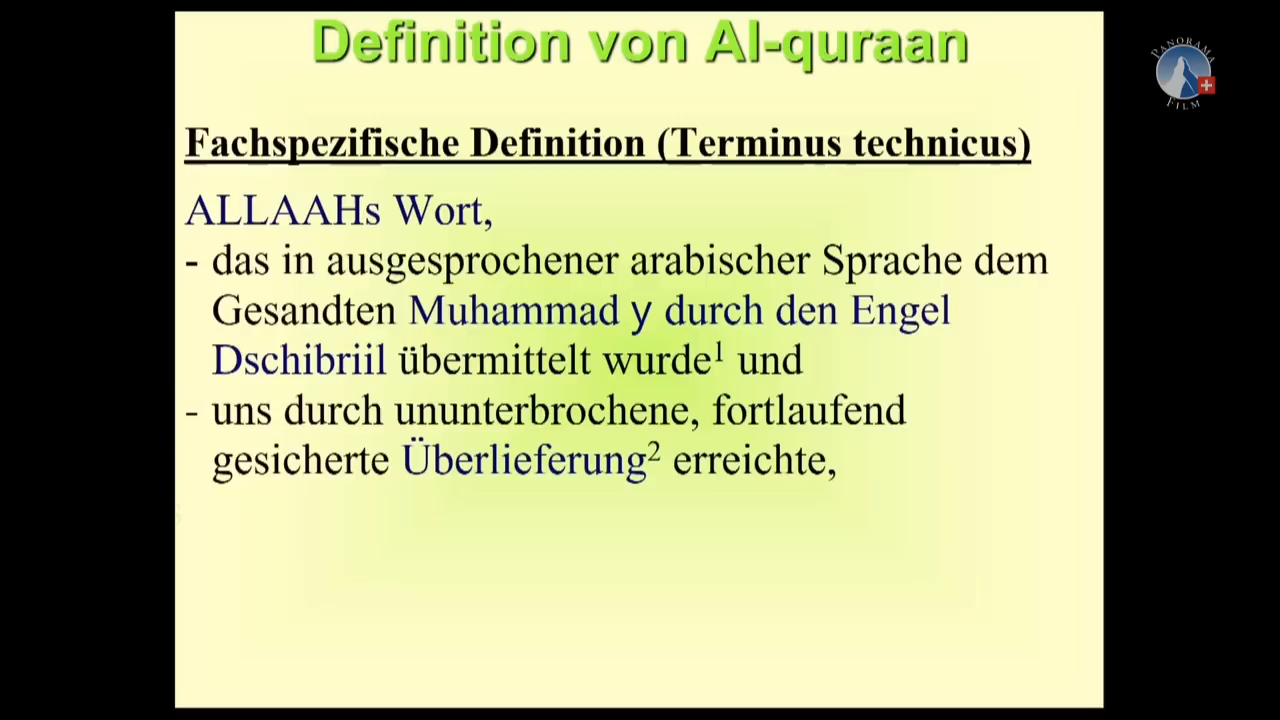 Definition von Al-quraan
PANORAMA
FILM
Fachspezifische Definition (Terminus technicus)
ALLAAHs Wort,
- das in ausgesprochener arabischer Sprache dem
Gesandten Muhammad y durch den Engel
Dschibriil übermittelt wurde¹ und
- uns durch ununterbrochene, fortlaufend
gesicherte Überlieferung² erreichte,